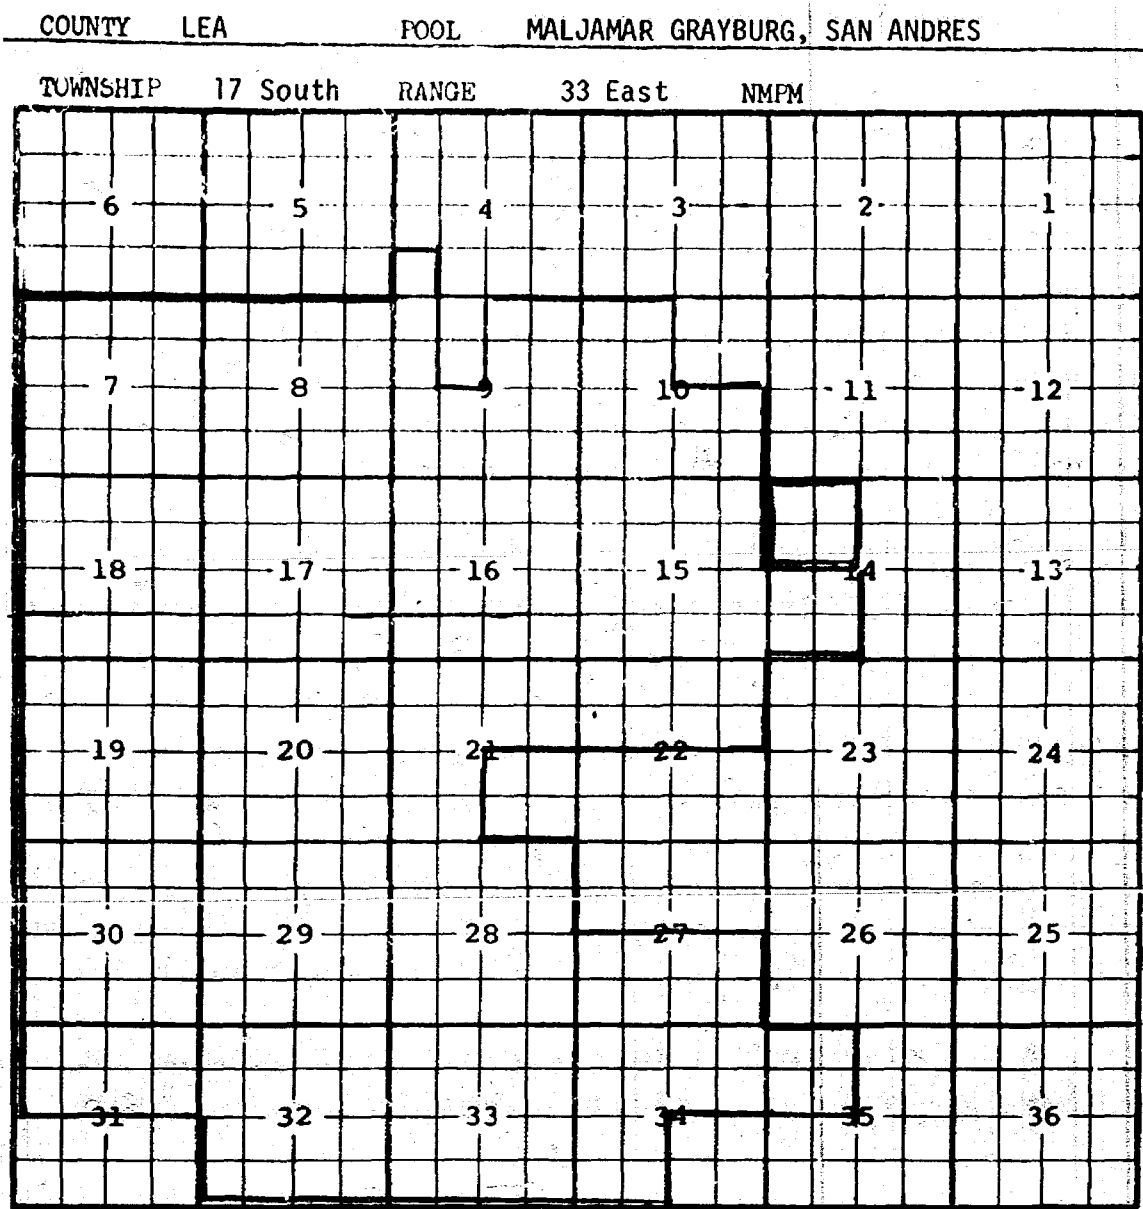 COUNTY LEA POOL MALJAMAR GRAYBURG, SAN ANDRES
TOWNSHIP 17 South RANGE 33 East NMPM
6 5 4 3 2 1
7 8 9 10 11 12
18 17 16 15 14 13
19 20 21 22 23 24
30 29 28 27 26 25
31 32 33 34 35 36